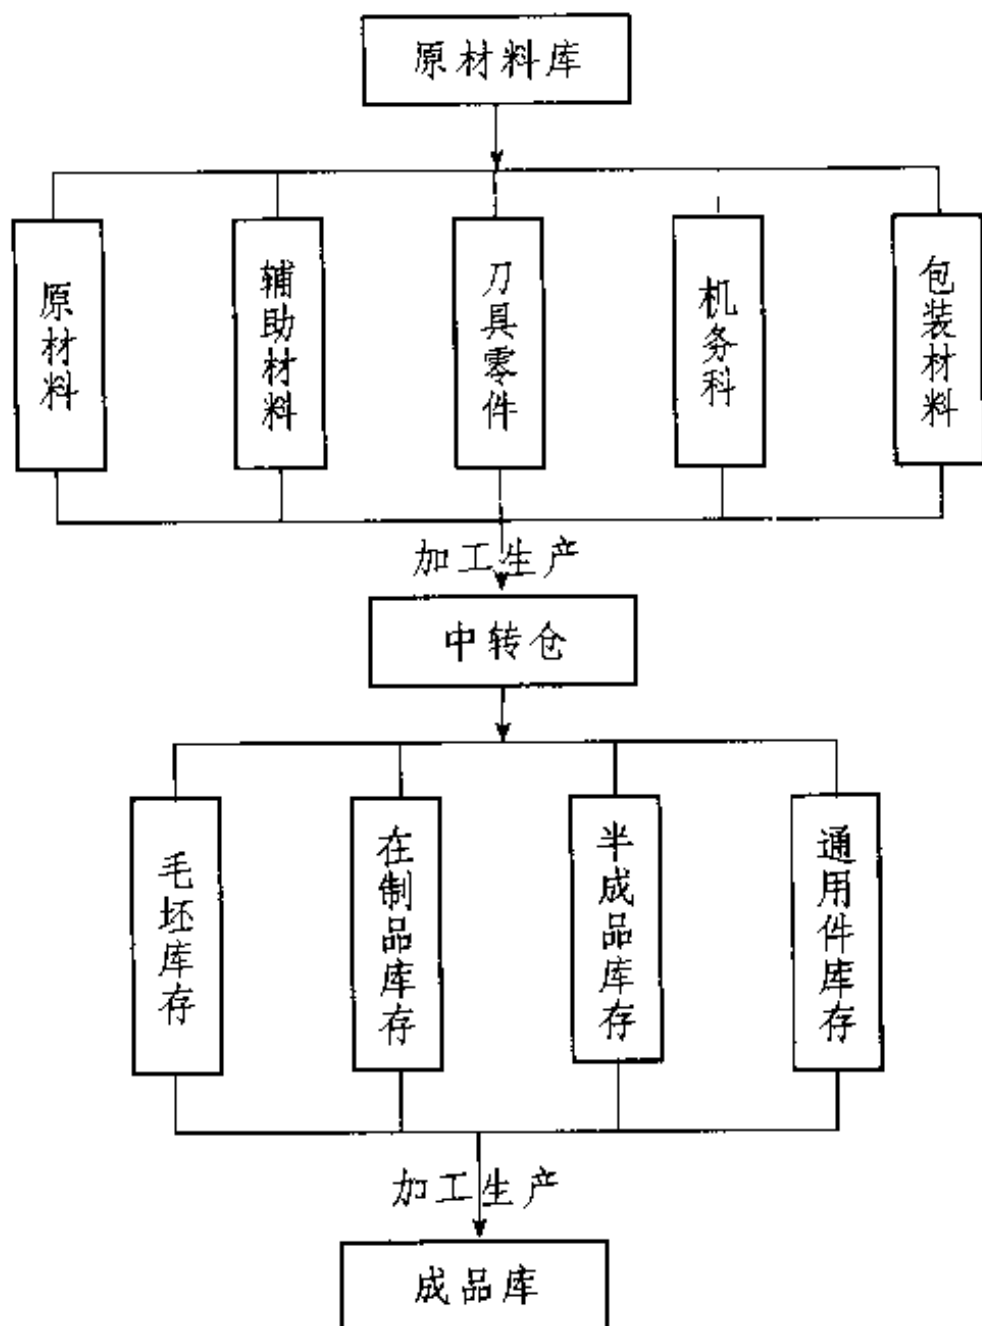 原材料库
原材料
辅助材料
刀具零件
机务科
包装材料
加工生产
中转仓
毛坯库存
在制品库存
半成品库存
通用件库存
加工生产
成品库